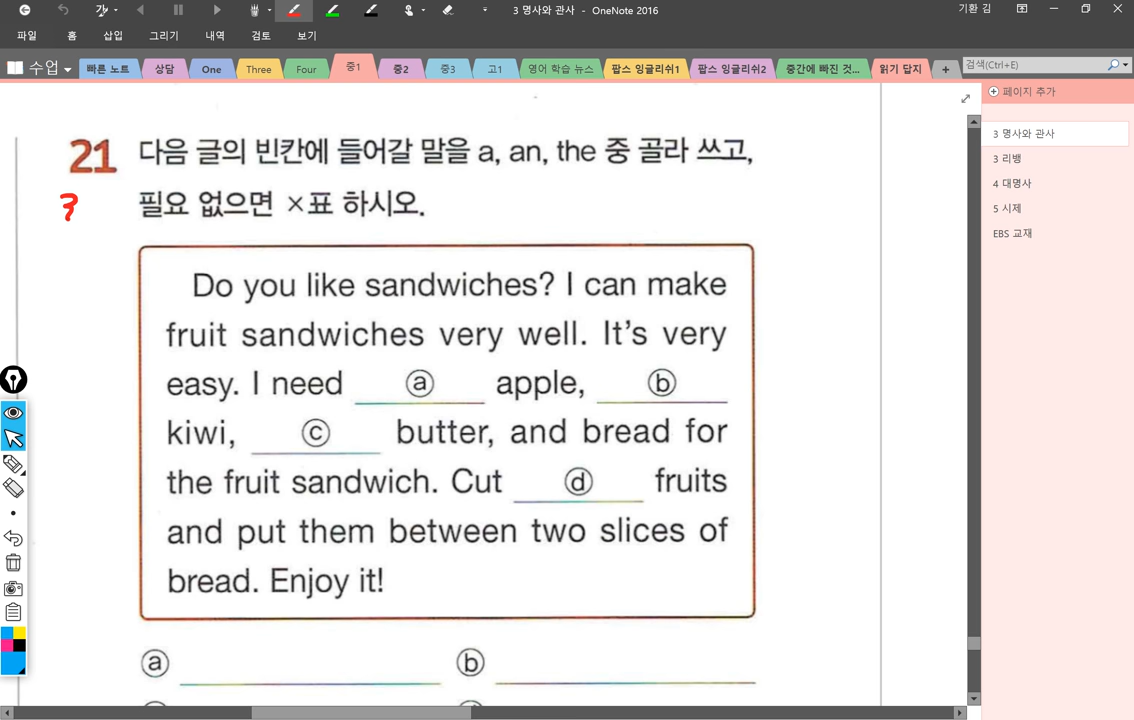 3 명사와 관사 - OneNote 2016
기환 김
파일 홈 삽입 그리기 내역 검토 보기
수업 빠른 노트 상담 One Three Four 중1 중2 중3 고1 영어 학습 뉴스 팝스 잉글리쉬1 팝스 잉글리쉬2 중간에 빠진 것... 읽기 답지 +
검색(Ctrl+E)
페이지 추가
3 명사와 관사
3 리뱅
4 대명사
5 시제
EBS 교재
21 다음 글의 빈칸에 들어갈 말을 a, an, the 중 골라 쓰고,
필요 없으면 ×표 하시오.
?
Do you like sandwiches? I can make
fruit sandwiches very well. It's very
easy. I need ⓐ apple, ⓑ
kiwi, ⓒ butter, and bread for
the fruit sandwich. Cut ⓓ fruits
and put them between two slices of
bread. Enjoy it!
ⓐ ⓑ